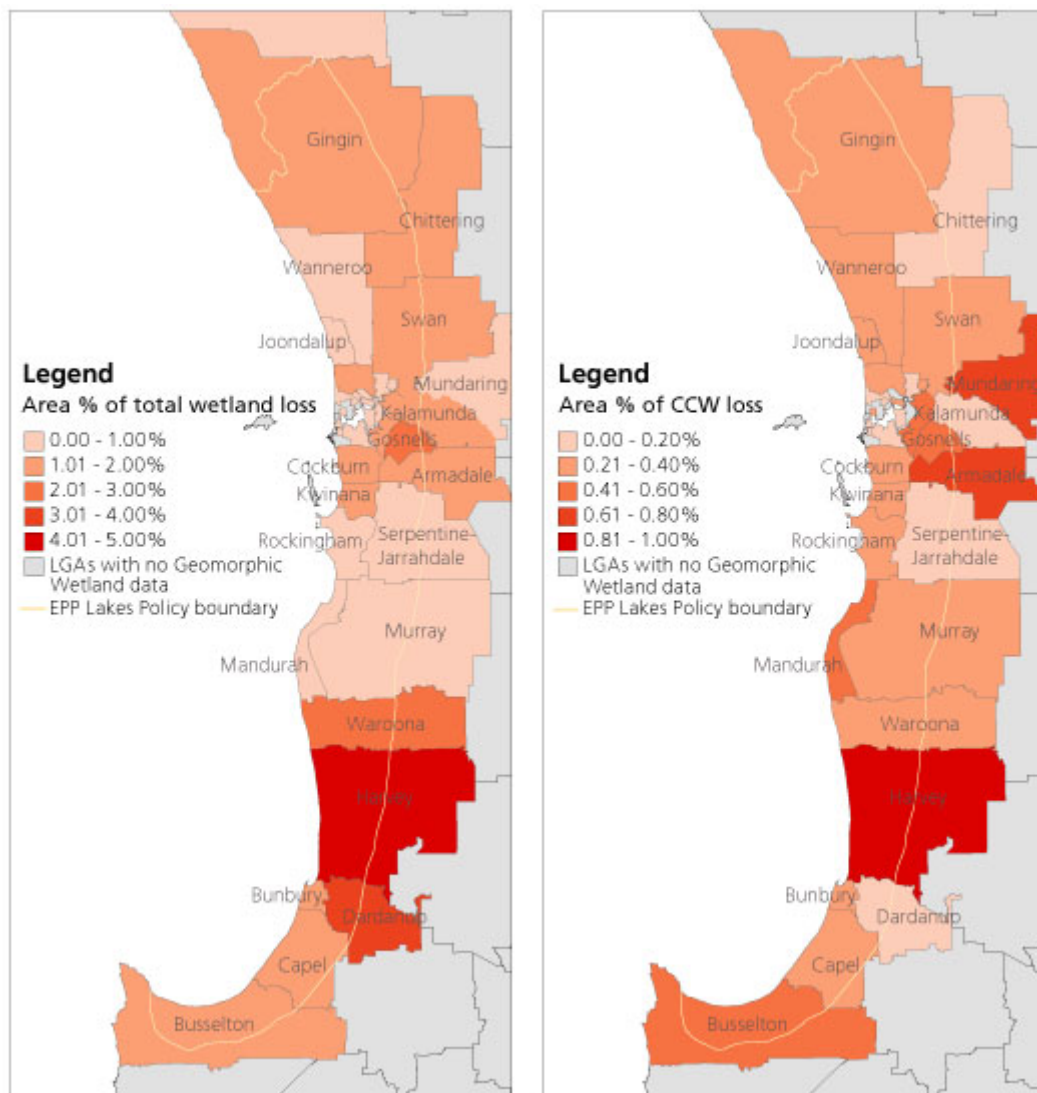 Gingin
Chittering
Wanneroo
Swan
Joondalup
Mundaring
Kalamunda
Gosnells
Cockburn
Armadale
Kwinana
Rockingham
Serpentine-
Jarrahdale
Murray
Mandurah
Waroona
Harvey
Bunbury
Dardanup
Capel
Busselton
Legend
Area % of total wetland loss
0.00 - 1.00%
1.01 - 2.00%
2.01 - 3.00%
3.01 - 4.00%
4.01 - 5.00%
LGAs with no Geomorphic
Wetland data
EPP Lakes Policy boundary
Gingin
Chittering
Wanneroo
Swan
Joondalup
Mundaring
Kalamunda
Gosnells
Cockburn
Armadale
Kwinana
Rockingham
Serpentine-
Jarrahdale
Murray
Mandurah
Waroona
Harvey
Bunbury
Dardanup
Capel
Busselton
Legend
Area % of CCW loss
0.00 - 0.20%
0.21 - 0.40%
0.41 - 0.60%
0.61 - 0.80%
0.81 - 1.00%
LGAs with no Geomorphic
Wetland data
EPP Lakes Policy boundary